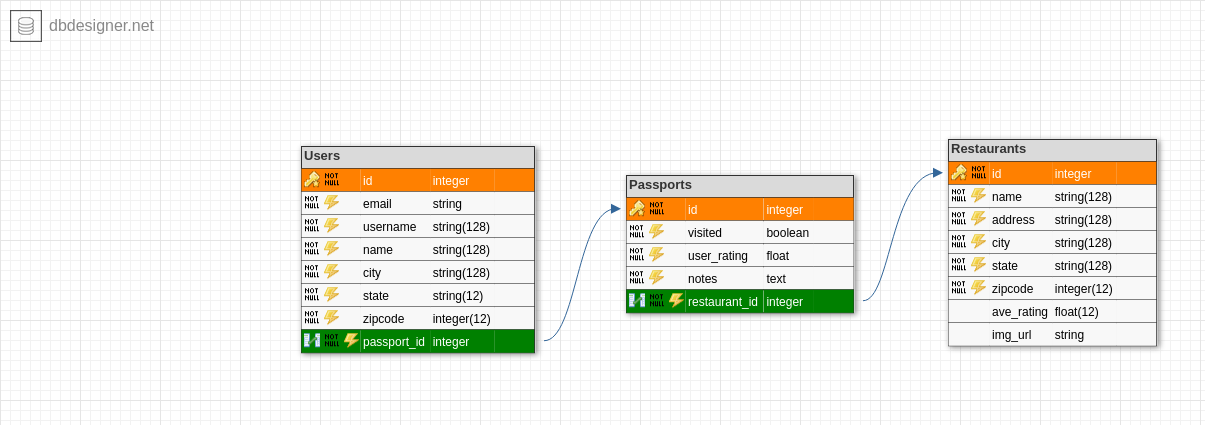 dbdesigner.net
Users
NOT NULL id integer
NOT NULL email string
NOT NULL username string(128)
NOT NULL name string(128)
NOT NULL city string(128)
NOT NULL state string(12)
NOT NULL zipcode integer(12)
NOT NULL passport_id integer
Passports
NOT NULL id integer
NOT NULL visited boolean
NOT NULL user_rating float
NOT NULL notes text
NOT NULL restaurant_id integer
Restaurants
NOT NULL id integer
NOT NULL name string(128)
NOT NULL address string(128)
NOT NULL city string(128)
NOT NULL state string(128)
NOT NULL zipcode integer(12)
ave_rating float(12)
img_url string